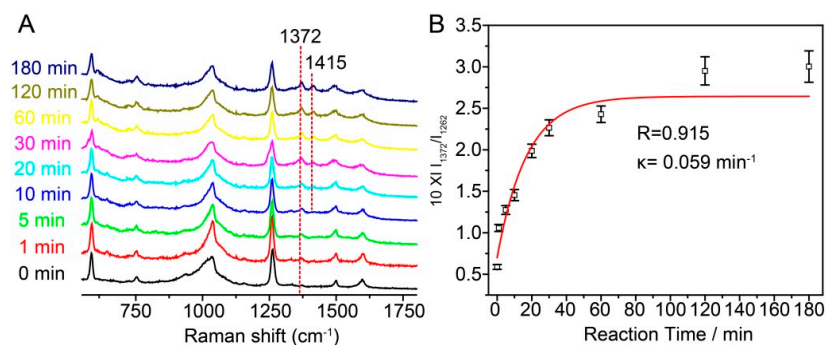 A
1372
1415
180 min
120 min
60 min
30 min
20 min
10 min
5 min
1 min
0 min
750 1000 1250 1500 1750
Raman shift (cm⁻¹)
B
10 XI I₁₃₇₂/I₁₂₆₂
3.5
3.0
2.5
2.0
1.5
1.0
0.5
R=0.915
κ= 0.059 min⁻¹
0 20 40 60 80 100 120 140 160 180
Reaction Time / min